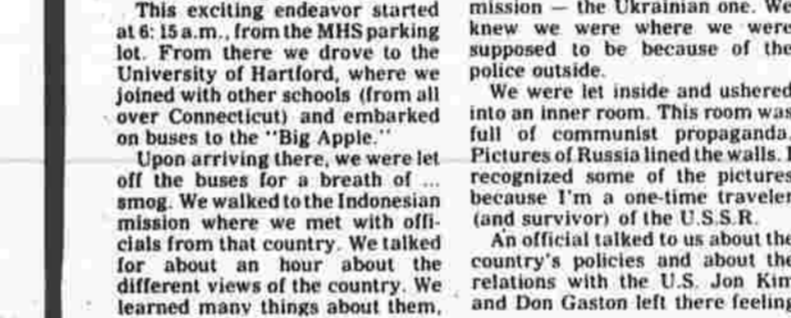 This exciting endeavor started
at 6:15 a.m., from the MHS parking
lot. From there we drove to the
University of Hartford, where we
joined with other schools (from all
over Connecticut) and embarked
on buses to the "Big Apple."
Upon arriving there, we were let
off the buses for a breath of ...
smog. We walked to the Indonesian
mission where we met with offi-
cials from that country. We talked
for about an hour about the
different views of the country. We
learned many things about them,
mission — the Ukrainian one. We
knew we were where we were
supposed to be because of the
police outside.
We were let inside and ushered
into an inner room. This room was
full of communist propaganda.
Pictures of Russia lined the walls. I
recognized some of the pictures
because I'm a one-time traveler
(and survivor) of the U.S.S.R.
An official talked to us about the
country's policies and about the
relations with the U.S. Jon Kim
and Don Gaston left there feeling